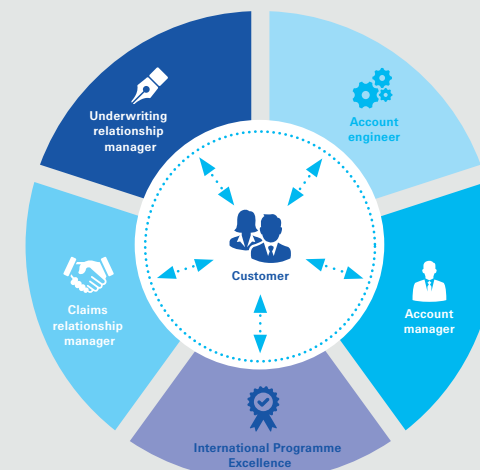 Underwriting
relationship
manager
Account
engineer
Customer
Claims
relationship
manager
Account
manager
International Programme
Excellence